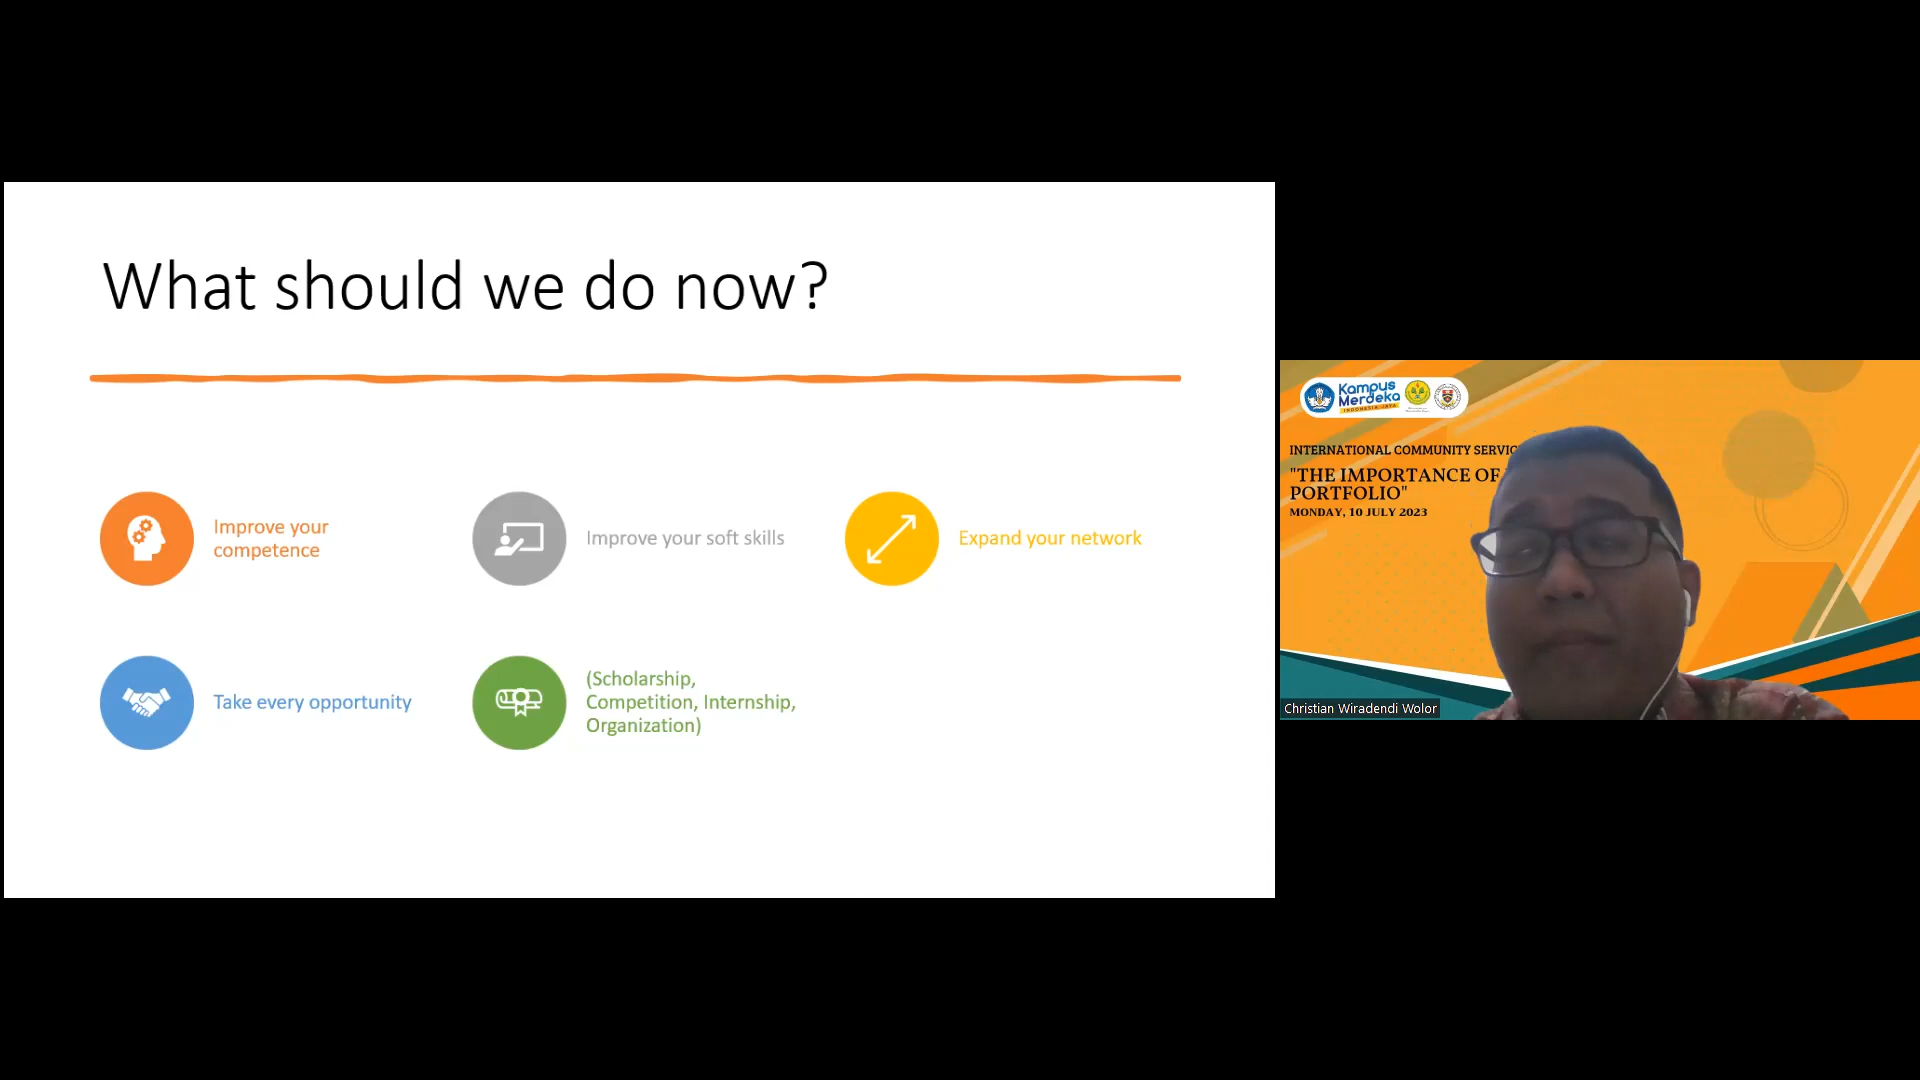 What should we do now?
Improve your
competence
Improve your soft skills
Expand your network
Take every opportunity
(Scholarship,
Competition, Internship,
Organization)
Kampus
Merdeka
INDONESIA JAYA
INTERNATIONAL COMMUNITY SERVIC
"THE IMPORTANCE OF
PORTFOLIO"
MONDAY, 10 JULY 2023
Christian Wiradendi Wolor